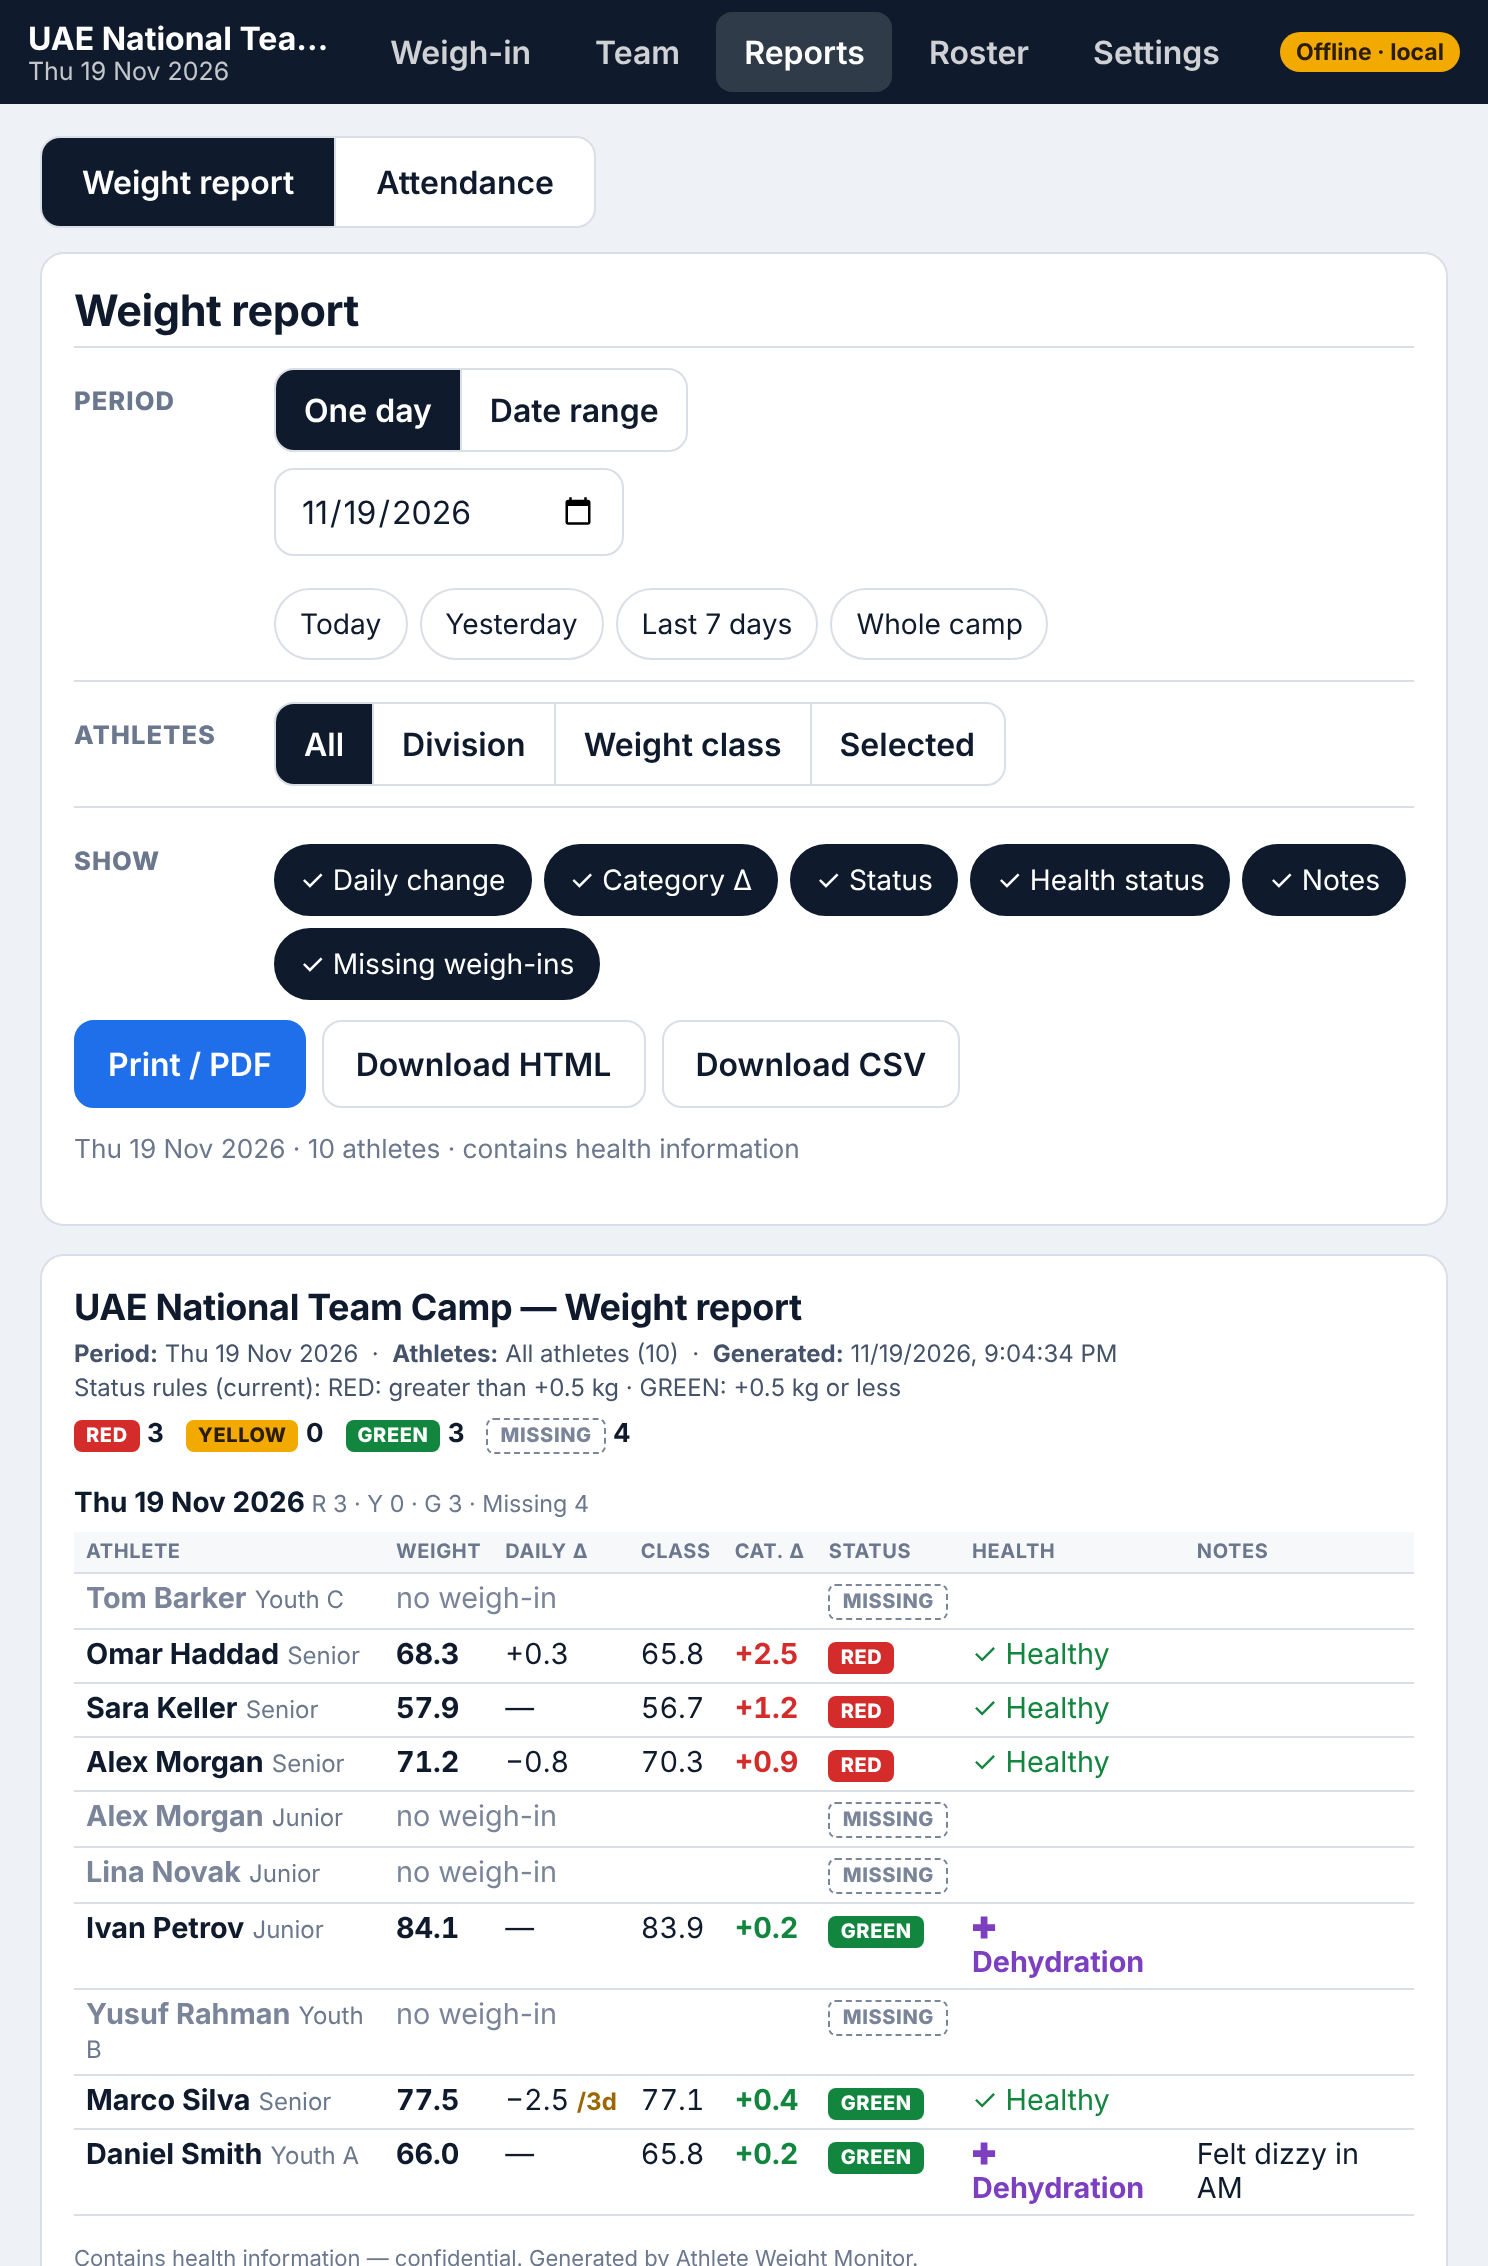 UAE National Tea...
Thu 19 Nov 2026
Weigh-in Team Reports Roster Settings Offline · local
Weight report Attendance
Weight report
PERIOD One day Date range
11/19/2026
Today Yesterday Last 7 days Whole camp
ATHLETES All Division Weight class Selected
SHOW ✓ Daily change ✓ Category Δ ✓ Status ✓ Health status ✓ Notes
✓ Missing weigh-ins
Print / PDF Download HTML Download CSV
Thu 19 Nov 2026 · 10 athletes · contains health information
UAE National Team Camp — Weight report
Period: Thu 19 Nov 2026 · Athletes: All athletes (10) · Generated: 11/19/2026, 9:04:34 PM
Status rules (current): RED: greater than +0.5 kg · GREEN: +0.5 kg or less
RED 3 YELLOW 0 GREEN 3 MISSING 4
Thu 19 Nov 2026 R 3 · Y 0 · G 3 · Missing 4
ATHLETE WEIGHT DAILY Δ CLASS CAT. Δ STATUS HEALTH NOTES
Tom Barker Youth C no weigh-in MISSING
Omar Haddad Senior 68.3 +0.3 65.8 +2.5 RED ✓ Healthy
Sara Keller Senior 57.9 — 56.7 +1.2 RED ✓ Healthy
Alex Morgan Senior 71.2 −0.8 70.3 +0.9 RED ✓ Healthy
Alex Morgan Junior no weigh-in MISSING
Lina Novak Junior no weigh-in MISSING
Ivan Petrov Junior 84.1 — 83.9 +0.2 GREEN ✚
Dehydration
Yusuf Rahman Youth no weigh-in MISSING
B
Marco Silva Senior 77.5 −2.5 /3d 77.1 +0.4 GREEN ✓ Healthy
Daniel Smith Youth A 66.0 — 65.8 +0.2 GREEN ✚ Felt dizzy in
Dehydration AM
Contains health information — confidential. Generated by Athlete Weight Monitor.